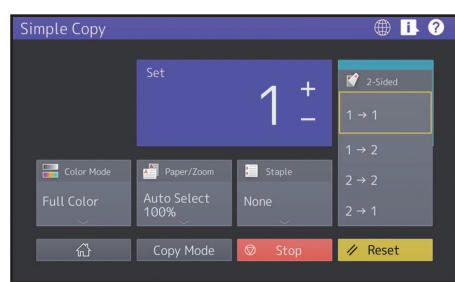 Simple Copy
Set
1
+
−
2-Sided
1 → 1
1 → 2
2 → 2
2 → 1
Color Mode
Full Color
Paper/Zoom
Auto Select
100%
Staple
None
Copy Mode
Stop
Reset